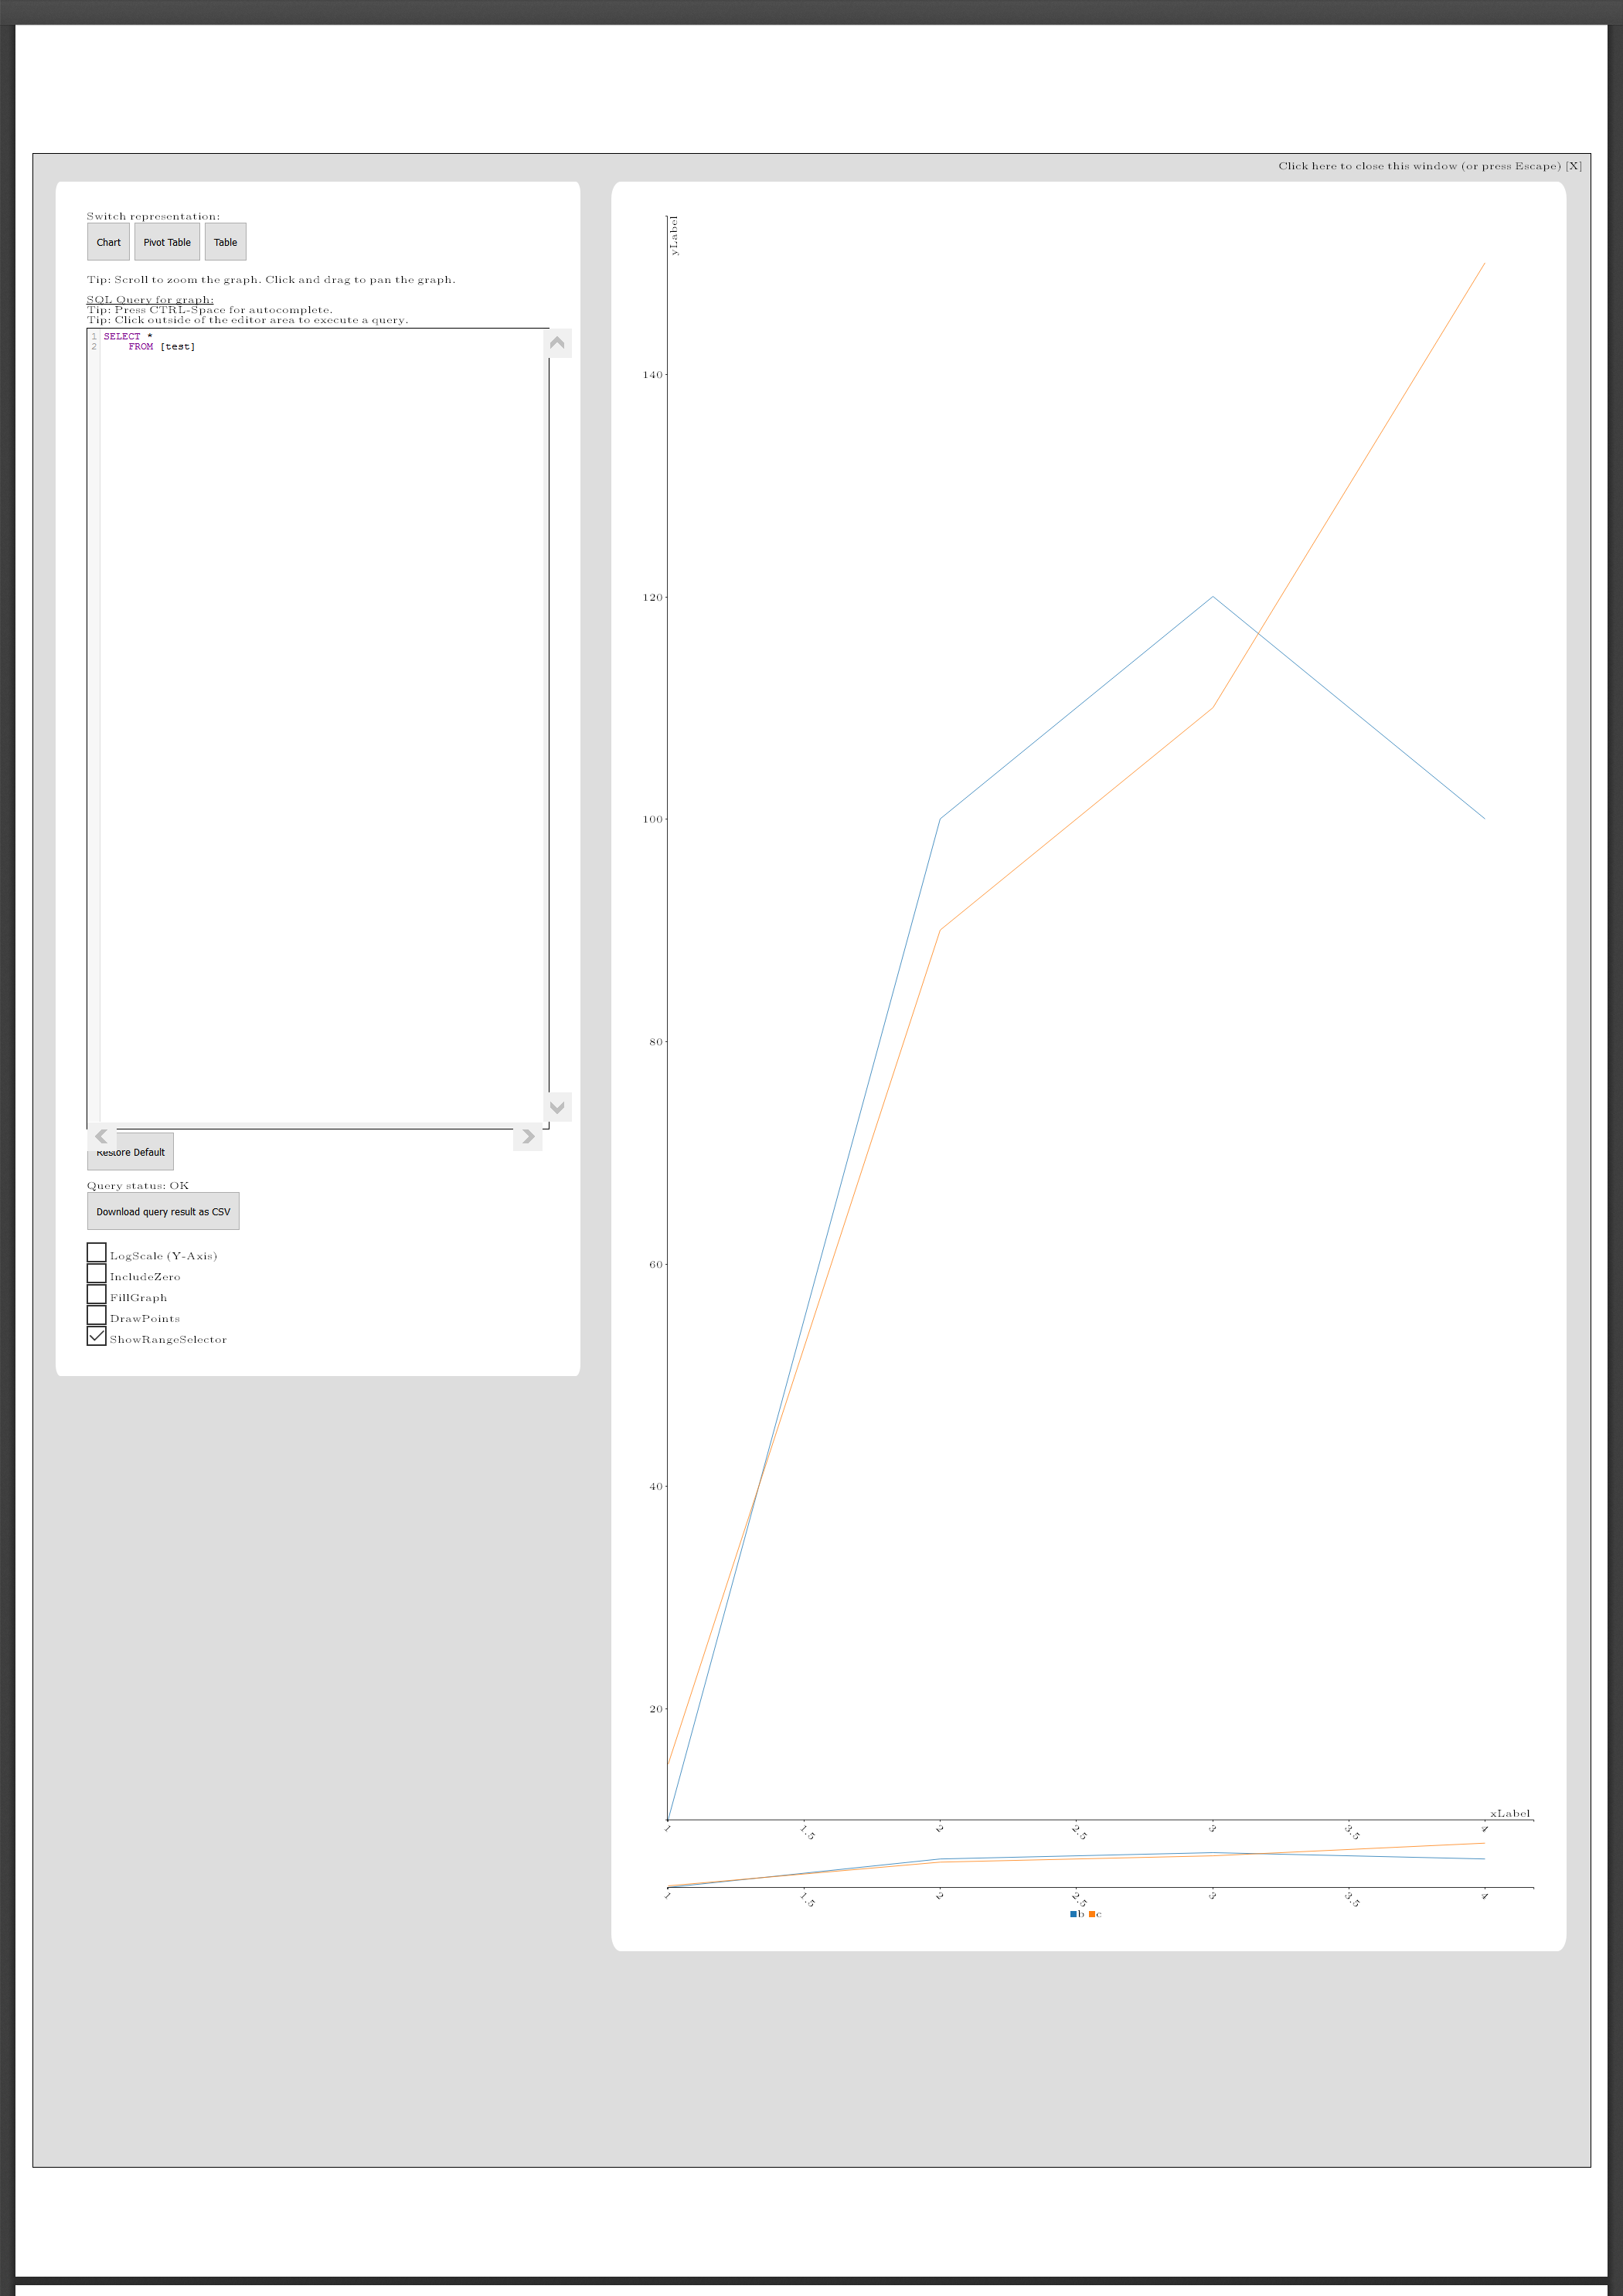 Click here to close this window (or press Escape) [X]
Switch representation:
Chart Pivot Table Table
Tip: Scroll to zoom the graph. Click and drag to pan the graph.
SQL Query for graph:
Tip: Press CTRL-Space for autocomplete.
Tip: Click outside of the editor area to execute a query.
1 SELECT *
2 FROM [test]
Restore Default
Query status: OK
Download query result as CSV
LogScale (Y-Axis)
IncludeZero
FillGraph
DrawPoints
ShowRangeSelector
yLabel
140
120
100
80
60
40
20
xLabel
1 1.5 2 2.5 3 3.5 4
1 1.5 2 2.5 3 3.5 4
b c